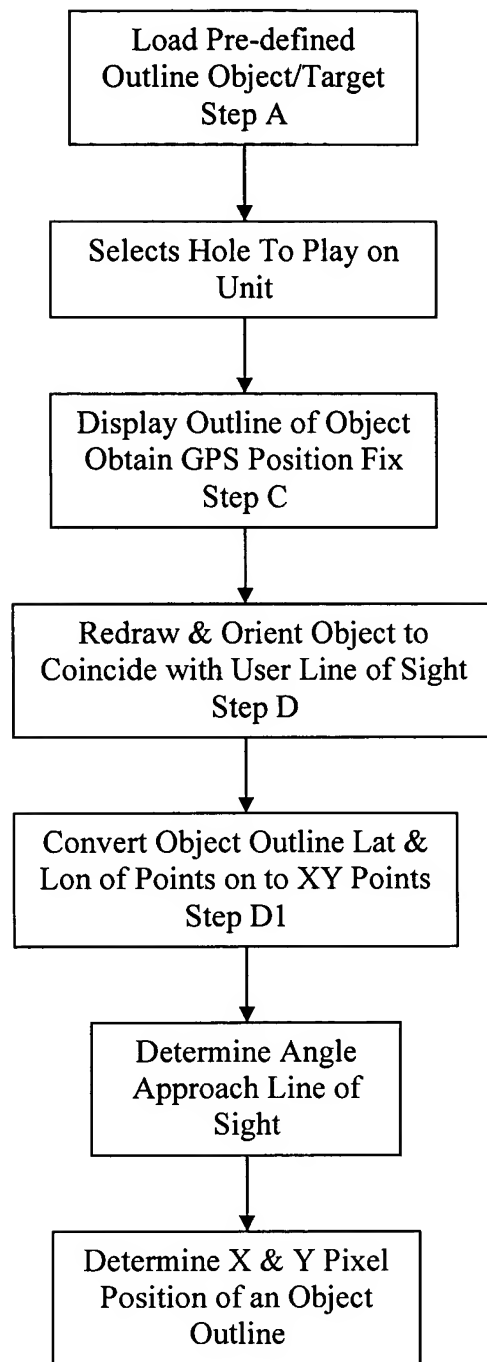 Load Pre-defined
Outline Object/Target
Step A
Selects Hole To Play on
Unit
Display Outline of Object
Obtain GPS Position Fix
Step C
Redraw & Orient Object to
Coincide with User Line of Sight
Step D
Convert Object Outline Lat &
Lon of Points on to XY Points
Step D1
Determine Angle
Approach Line of
Sight
Determine X & Y Pixel
Position of an Object
Outline